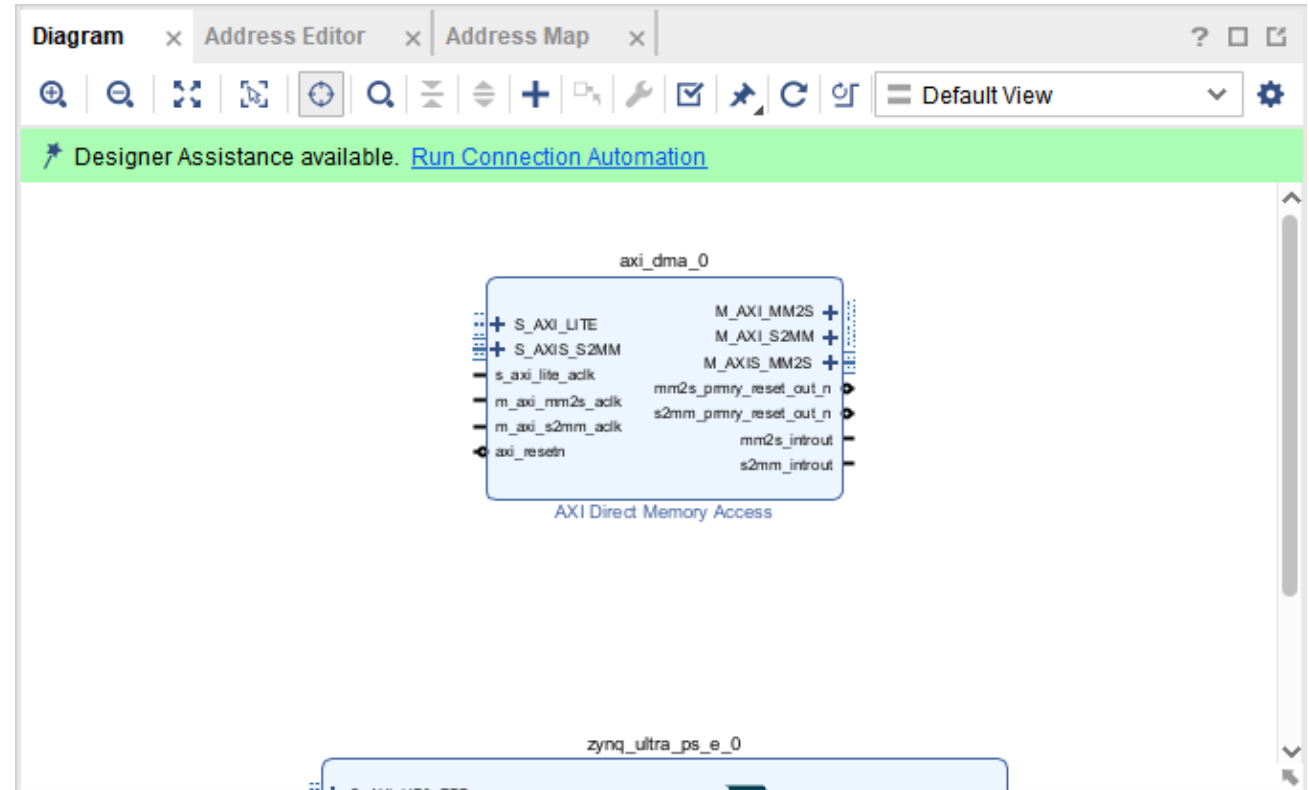 Diagram
Address Editor
Address Map
?
Default View
Designer Assistance available. Run Connection Automation
axi_dma_0
S_AXI_LITE
S_AXIS_S2MM
s_axi_lite_aclk
m_axi_mm2s_aclk
m_axi_s2mm_aclk
axi_resetn
M_AXI_MM2S
M_AXI_S2MM
M_AXIS_MM2S
mm2s_prmry_reset_out_n
s2mm_prmry_reset_out_n
mm2s_introut
s2mm_introut
AXI Direct Memory Access
zynq_ultra_ps_e_0